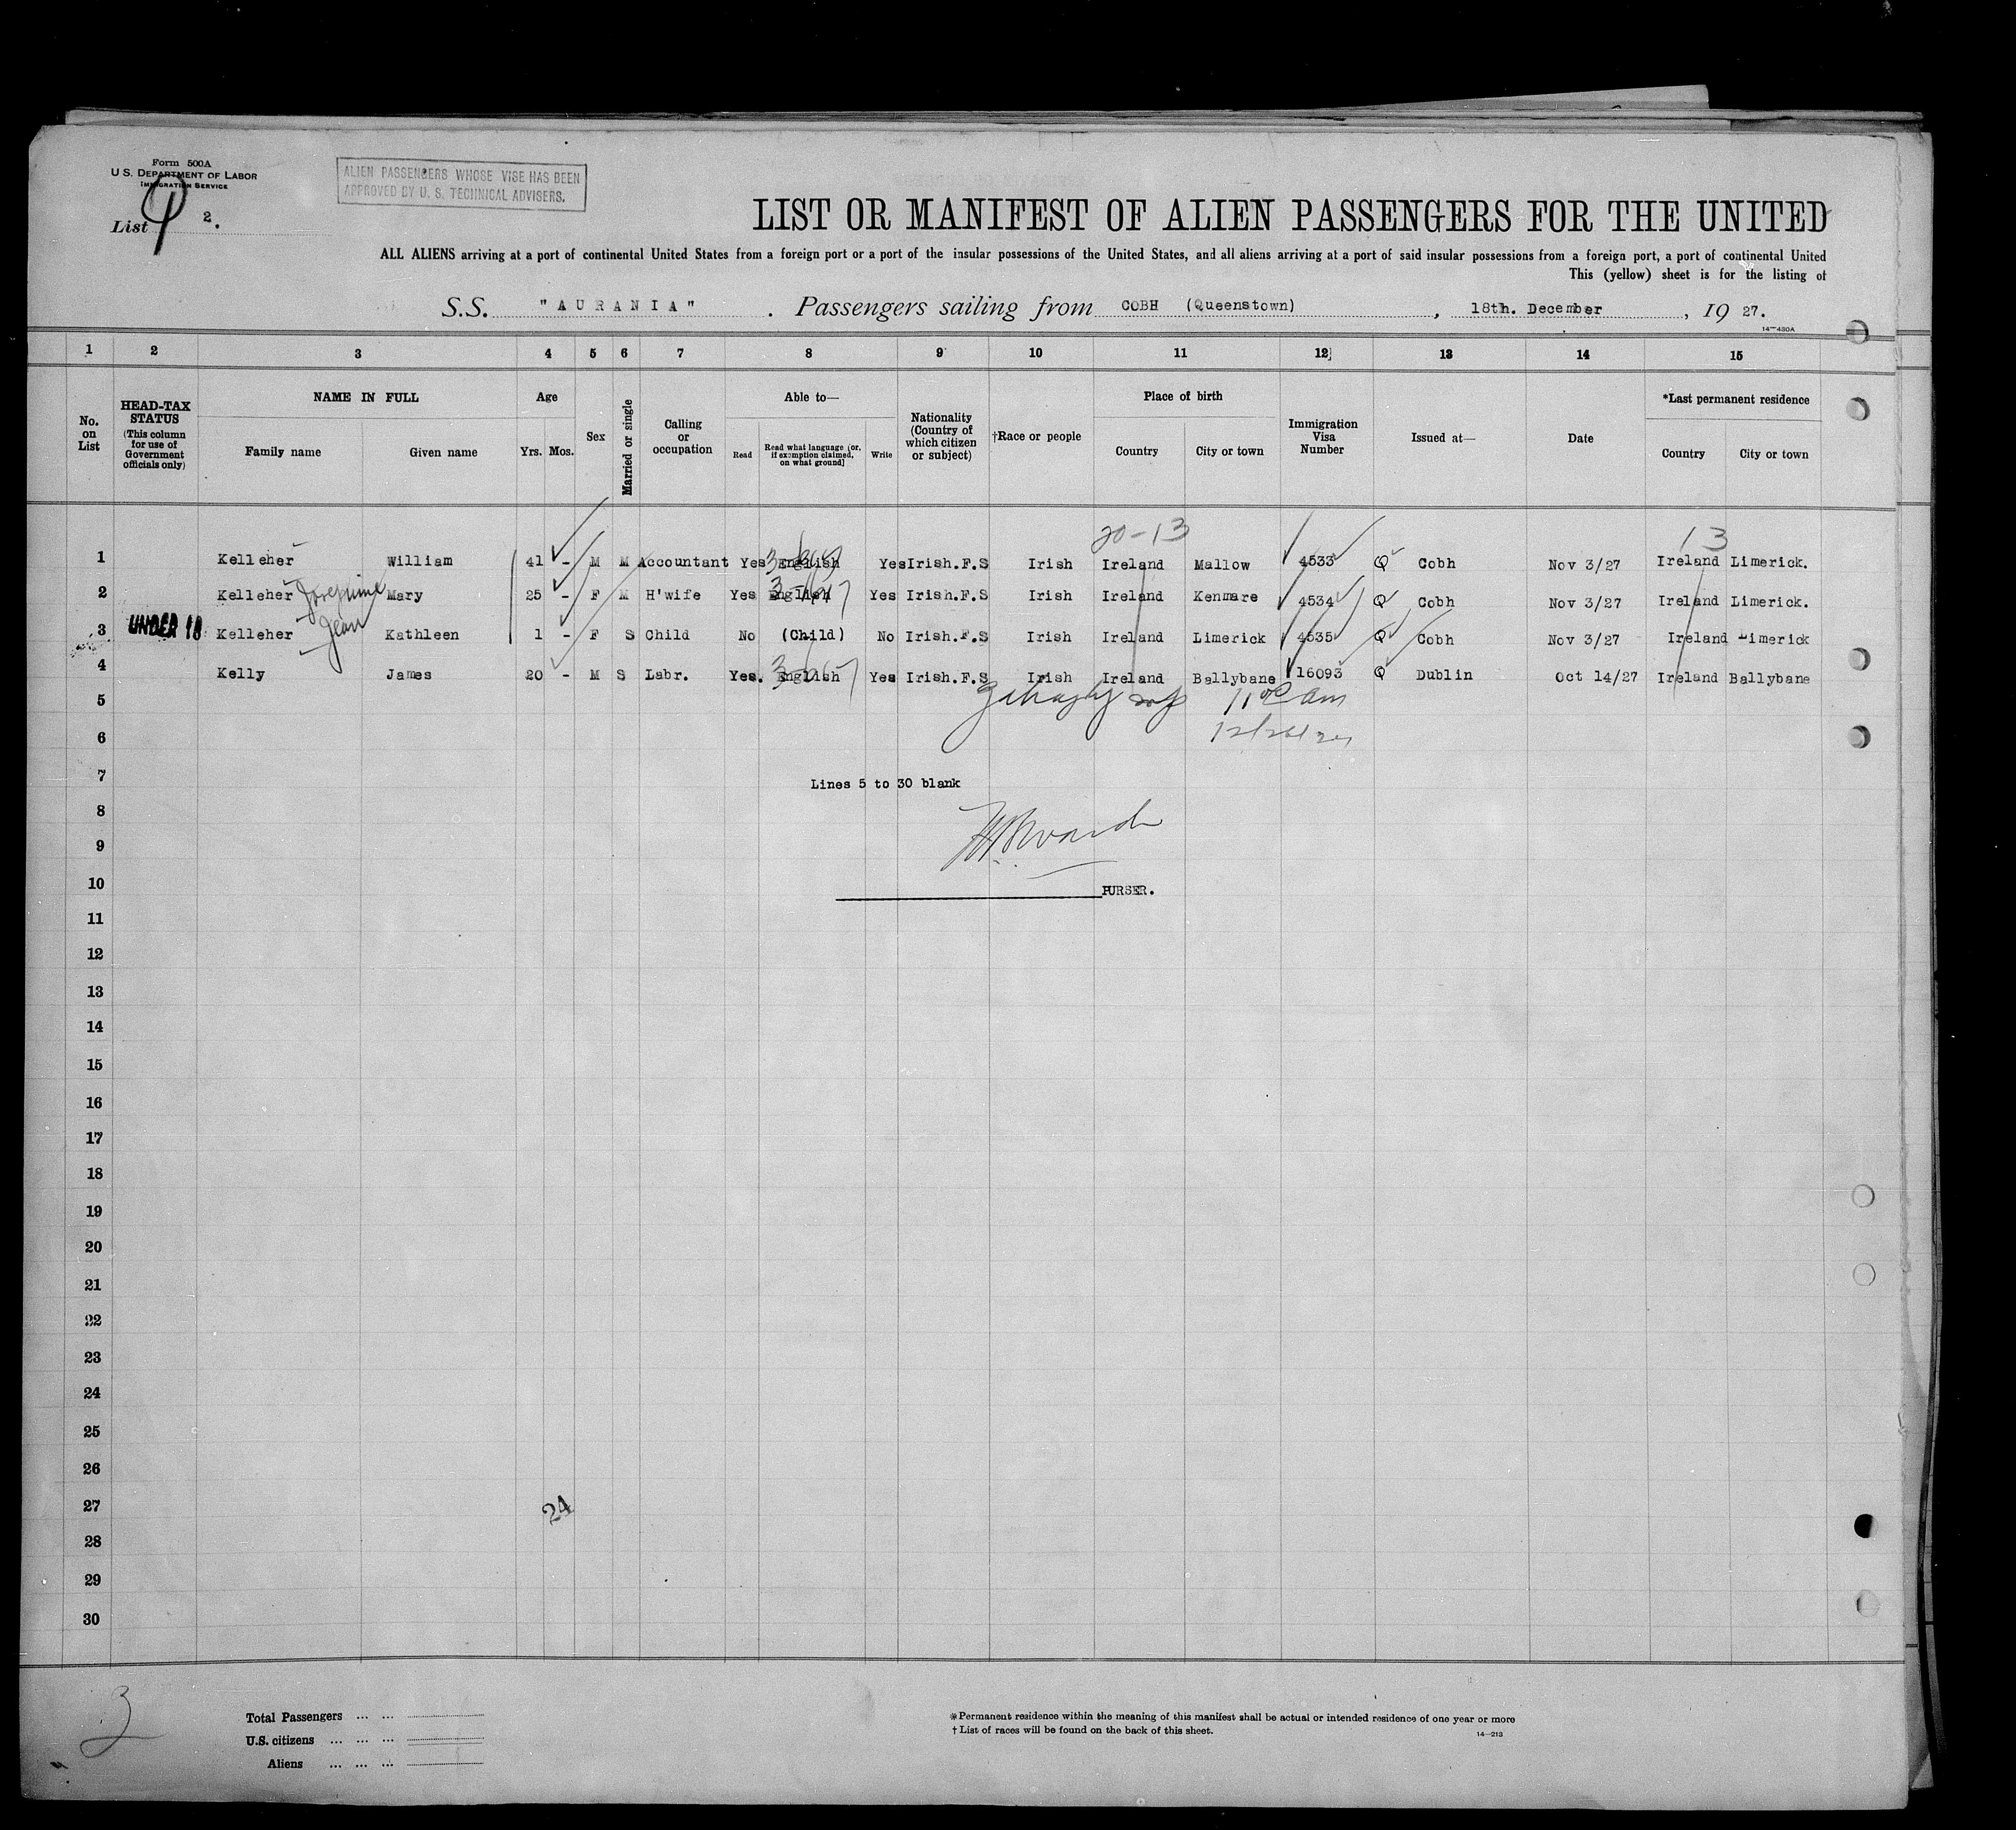 Form 500A
U.S. DEPARTMENT OF LABOR
IMMIGRATION SERVICE
ALIEN PASSENGERS WHOSE VISE HAS BEEN
APPROVED BY U. S. TECHNICAL ADVISERS.
List 9 2.
LIST OR MANIFEST OF ALIEN PASSENGERS FOR THE UNITED
ALL ALIENS arriving at a port of continental United States from a foreign port or a port of the insular possessions of the United States, and all aliens arriving at a port of said insular possessions from a foreign port, a port of continental United
This (yellow) sheet is for the listing of
S.S. "AURANIA" . Passengers sailing from COBH (Queenstown) , 18th. December , 19 27.
14—430A
1 2 3 4 5 6 7 8 9 10 11 12 13 14 15
No. on List
HEAD-TAX STATUS (This column for use of Government officials only)
NAME IN FULL
Family name Given name
Age
Yrs. Mos.
Sex
Married or single
Calling or occupation
Able to—
Read Read what language (or, if exemption claimed, on what ground) Write
Nationality (Country of which citizen or subject)
†Race or people
Place of birth
Country City or town
Immigration Visa Number
Issued at—
Date
*Last permanent residence
Country City or town
20-13 13
1 Kelleher William 41 - M M Accountant Yes English Yes Irish.F.S Irish Ireland Mallow 4533 Q Cobh Nov 3/27 Ireland Limerick.
2 Kelleher Josephine Mary 25 - F M H'wife Yes English Yes Irish.F.S Irish Ireland Kenmare 4534 Q Cobh Nov 3/27 Ireland Limerick.
3 UNDER 18 Kelleher Jean Kathleen 1 - F S Child No (Child) No Irish.F.S Irish Ireland Limerick 4535 Q Cobh Nov 3/27 Ireland Limerick
4 Kelly James 20 - M S Labr. Yes. English Yes Irish.F.S Irish Ireland Ballybane 16093 Q Dublin Oct 14/27 Ireland Ballybane
5 11 00 am
6
7 Lines 5 to 30 blank
8
9
10 PURSER.
11
12
13
14
15
16
17
18
19
20
21
22
23
24
25
26
27 24
28
29
30
3
Total Passengers ... ...
U.S. citizens ... ... ...
Aliens ... ... ...
*Permanent residence within the meaning of this manifest shall be actual or intended residence of one year or more
†List of races will be found on the back of this sheet.
14—213